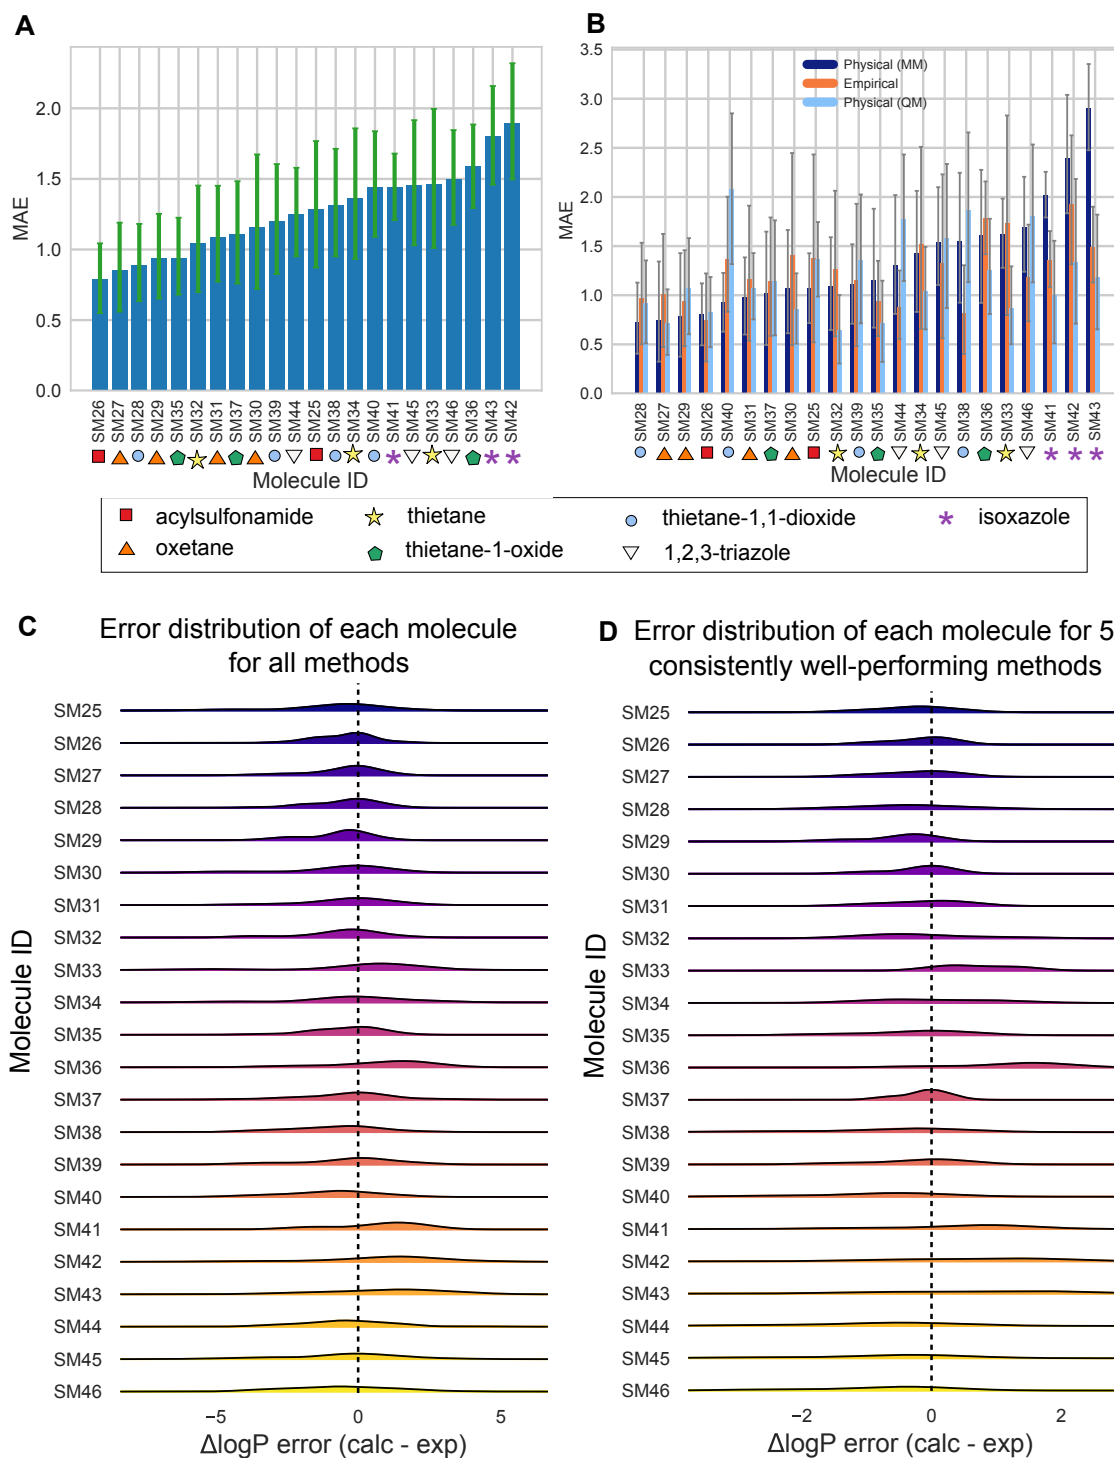 A
MAE
2.0
1.5
1.0
0.5
0.0
SM26
SM27
SM28
SM29
SM35
SM32
SM31
SM37
SM30
SM39
SM44
SM25
SM38
SM34
SM40
SM41
SM45
SM33
SM46
SM36
SM43
SM42
Molecule ID
B
MAE
3.5
3.0
2.5
2.0
1.5
1.0
0.5
0.0
Physical (MM)
Empirical
Physical (QM)
SM28
SM27
SM29
SM26
SM40
SM31
SM37
SM30
SM25
SM32
SM39
SM35
SM44
SM34
SM45
SM38
SM36
SM33
SM46
SM41
SM42
SM43
Molecule ID
acylsulfonamide
thietane
thietane-1,1-dioxide
isoxazole
oxetane
thietane-1-oxide
1,2,3-triazole
C
Error distribution of each molecule
for all methods
Molecule ID
SM25
SM26
SM27
SM28
SM29
SM30
SM31
SM32
SM33
SM34
SM35
SM36
SM37
SM38
SM39
SM40
SM41
SM42
SM43
SM44
SM45
SM46
−5
0
5
ΔlogP error (calc - exp)
D
Error distribution of each molecule for 5
consistently well-performing methods
Molecule ID
SM25
SM26
SM27
SM28
SM29
SM30
SM31
SM32
SM33
SM34
SM35
SM36
SM37
SM38
SM39
SM40
SM41
SM42
SM43
SM44
SM45
SM46
−2
0
2
ΔlogP error (calc - exp)